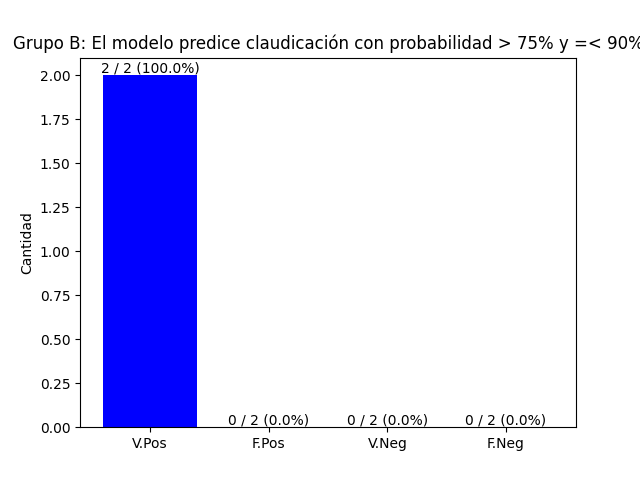 Grupo B: El modelo predice claudicación con probabilidad > 75% y =< 90%
2 / 2 (100.0%)
2.00
1.75
1.50
1.25
1.00
0.75
0.50
0.25
0.00
Cantidad
0 / 2 (0.0%) 0 / 2 (0.0%) 0 / 2 (0.0%)
V.Pos F.Pos V.Neg F.Neg